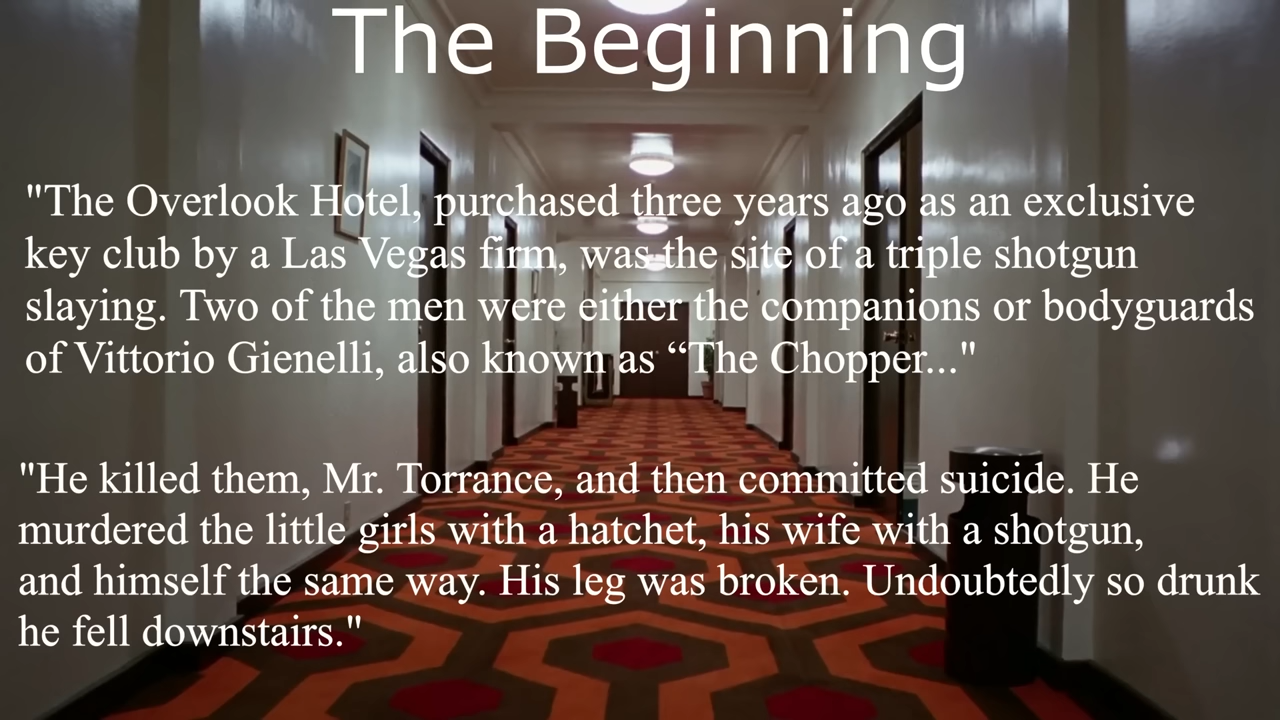 The Beginning
"The Overlook Hotel, purchased three years ago as an exclusive
key club by a Las Vegas firm, was the site of a triple shotgun
slaying. Two of the men were either the companions or bodyguards
of Vittorio Gienelli, also known as “The Chopper..."
"He killed them, Mr. Torrance, and then committed suicide. He
murdered the little girls with a hatchet, his wife with a shotgun,
and himself the same way. His leg was broken. Undoubtedly so drunk
he fell downstairs."